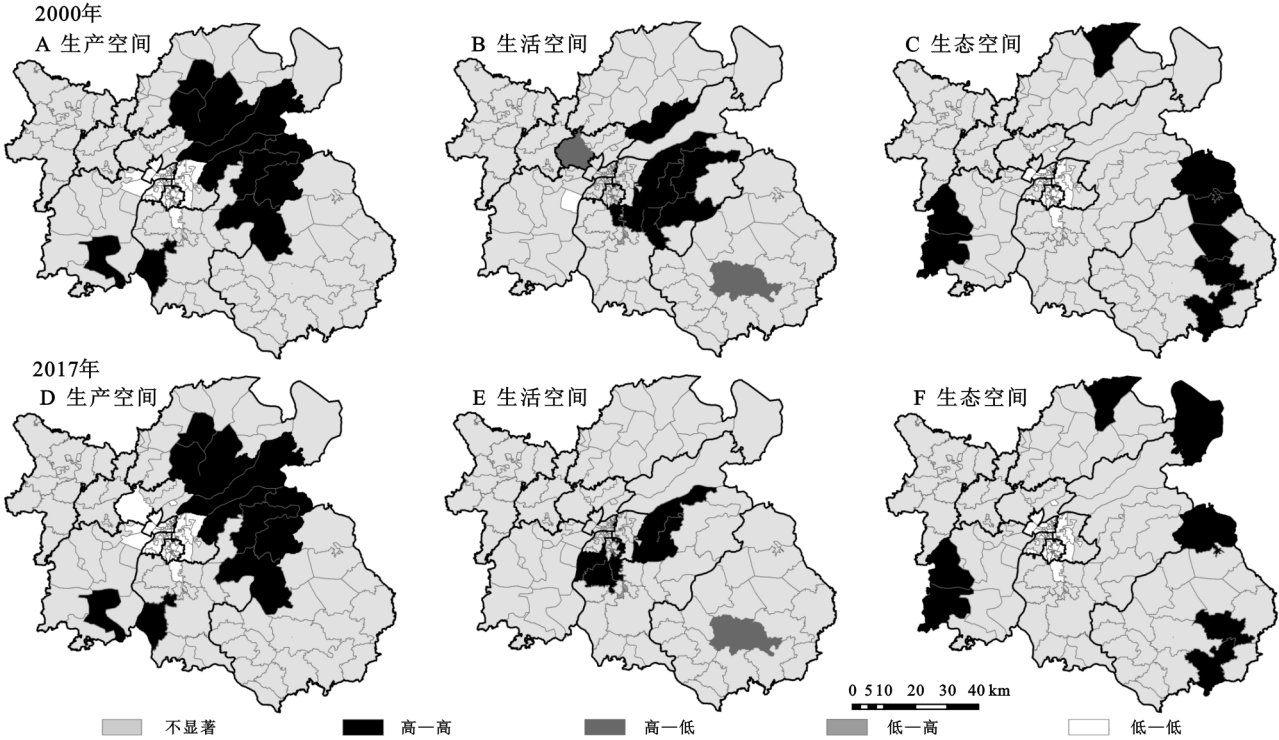 2000年
A 生产空间
B 生活空间
C 生态空间
2017年
D 生产空间
E 生活空间
F 生态空间
0 5 10 20 30 40 km
不显著 高—高 高—低 低—高 低—低